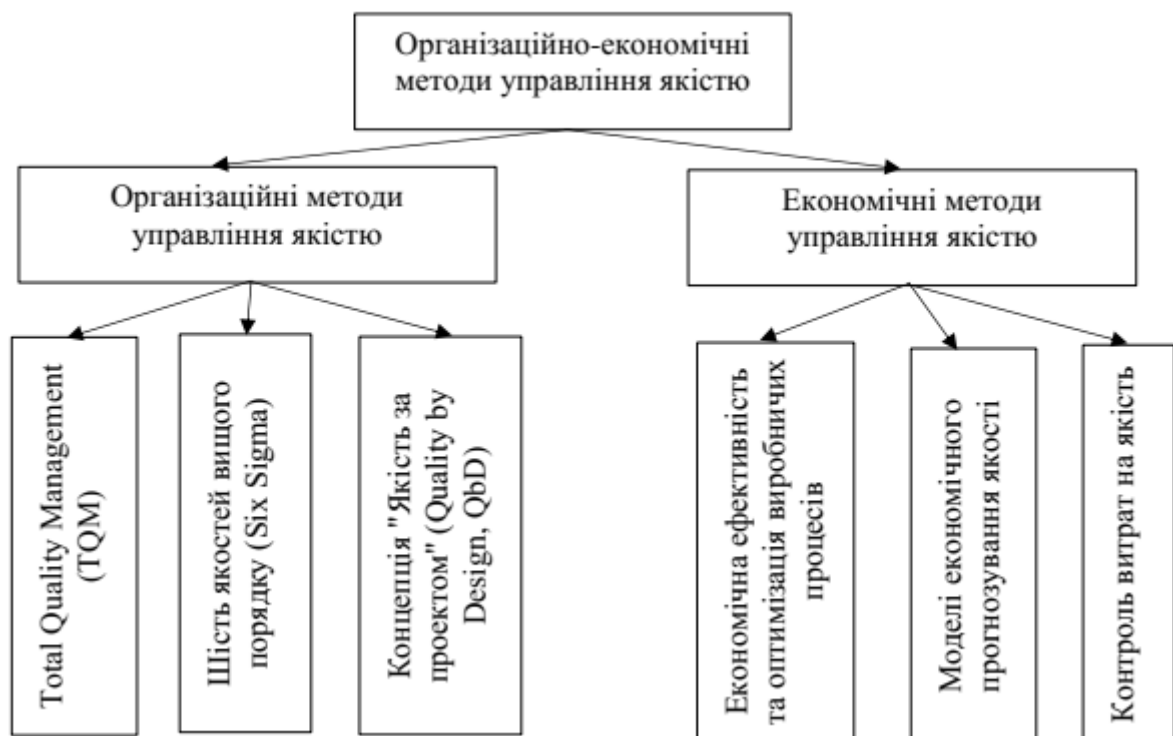 Організаційно-економічні
методи управління якістю
Організаційні методи
управління якістю
Економічні методи
управління якістю
Total Quality Management
(TQM)
Шість якостей вищого
порядку (Six Sigma)
Концепція "Якість за
проектом" (Quality by
Design, QbD)
Економічна ефективність
та оптимізація виробничих
процесів
Моделі економічного
прогнозування якості
Контроль витрат на якість